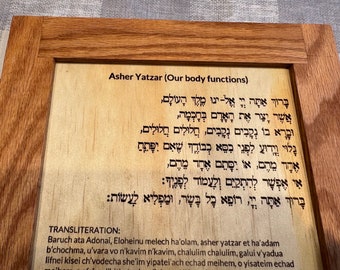 Asher Yatzar (Our body functions)
בָּרוּךְ אַתָּה יְיָ אֱלֹ-ינוּ מֶלֶךְ הָעוֹלָם,
אֲשֶׁר יָצַר אֶת הָאָדָם בְּחָכְמָה,
וּבָרָא בוֹ נְקָבִים נְקָבִים, חֲלוּלִים חֲלוּלִים,
גָּלוּי וְיָדוּעַ לִפְנֵי כִסֵּא כְבוֹדֶךָ שֶׁאִם יִפָּתֵחַ
אֶחָד מֵהֶם, אוֹ יִסָּתֵם אֶחָד מֵהֶם,
אִי אֶפְשַׁר לְהִתְקַיֵּם וְלַעֲמוֹד לְפָנֶיךָ:
בָּרוּךְ אַתָּה יְיָ, רוֹפֵא כָל בָּשָׂר, וּמַפְלִיא לַעֲשׂוֹת:
TRANSLITERATION:
Baruch ata Adonai, Eloheinu melech ha'olam, asher yatzar et ha'adam
b'chochma, u'vara vo n'kavim n'kavim, chalulim chalulim, galui v'yadua
lifnei kisei ch'vodecha she'im yipatei'ach echad meihem, o yisateim echad